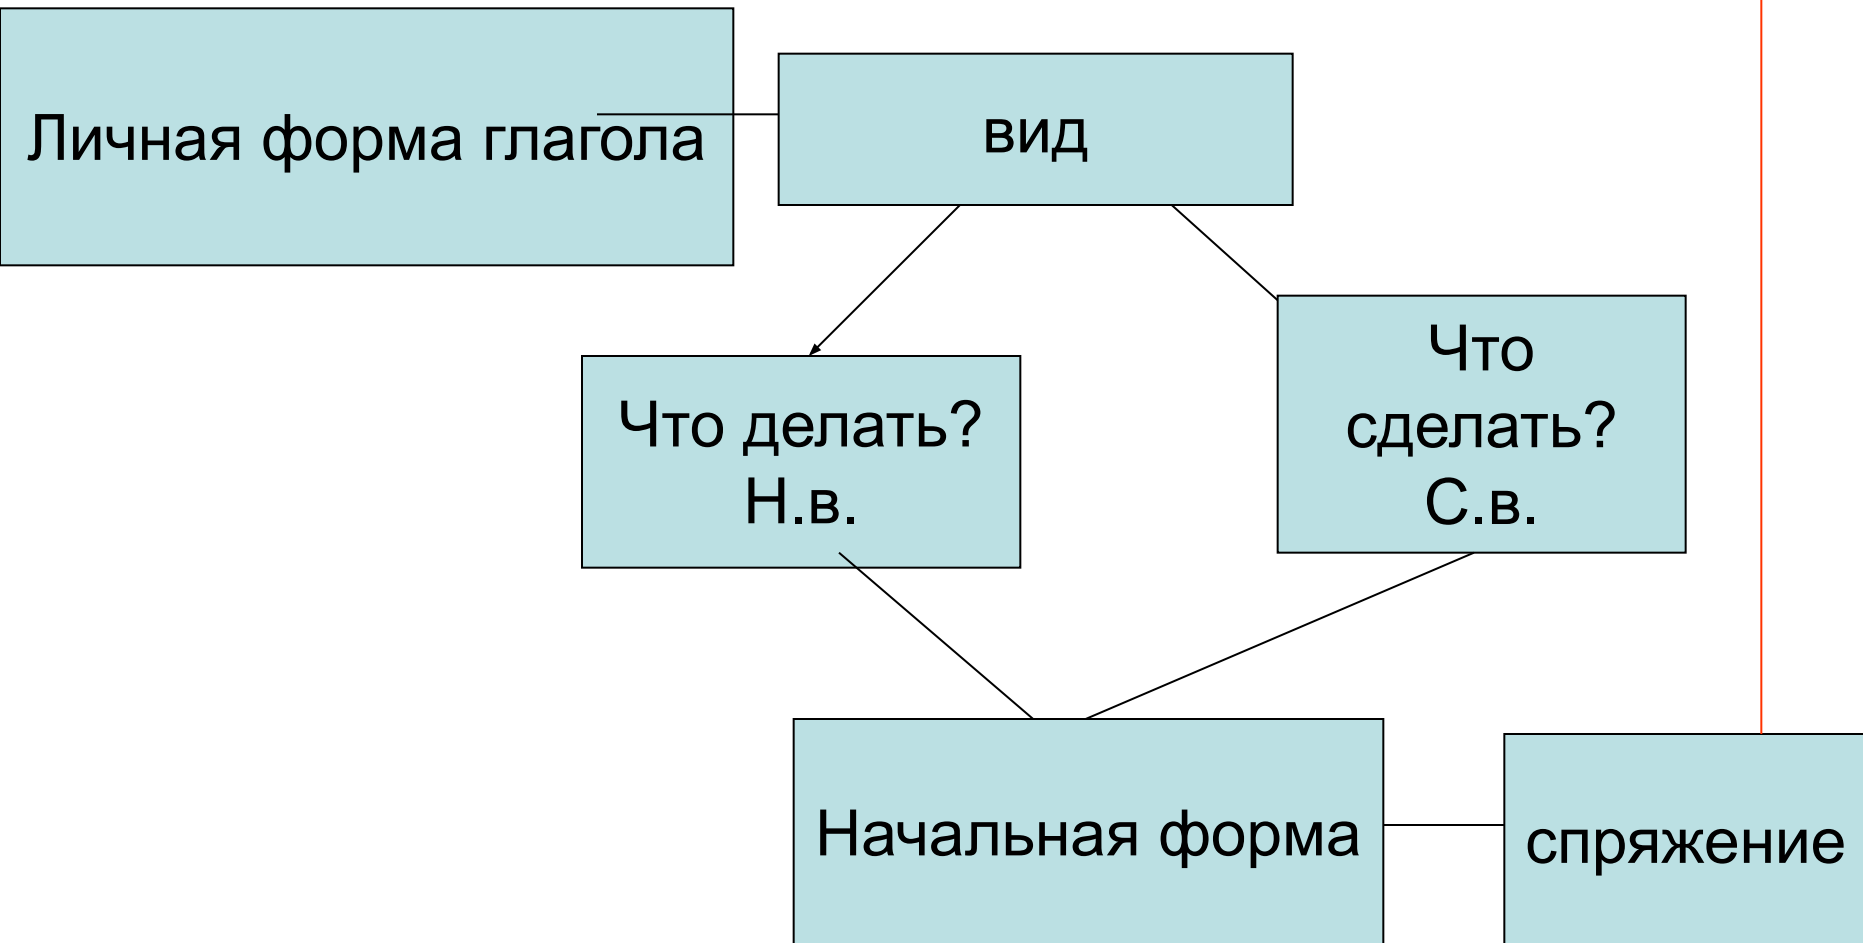 Личная форма глагола
вид
Что делать?
Н.в.
Что
сделать?
С.в.
Начальная форма
спряжение